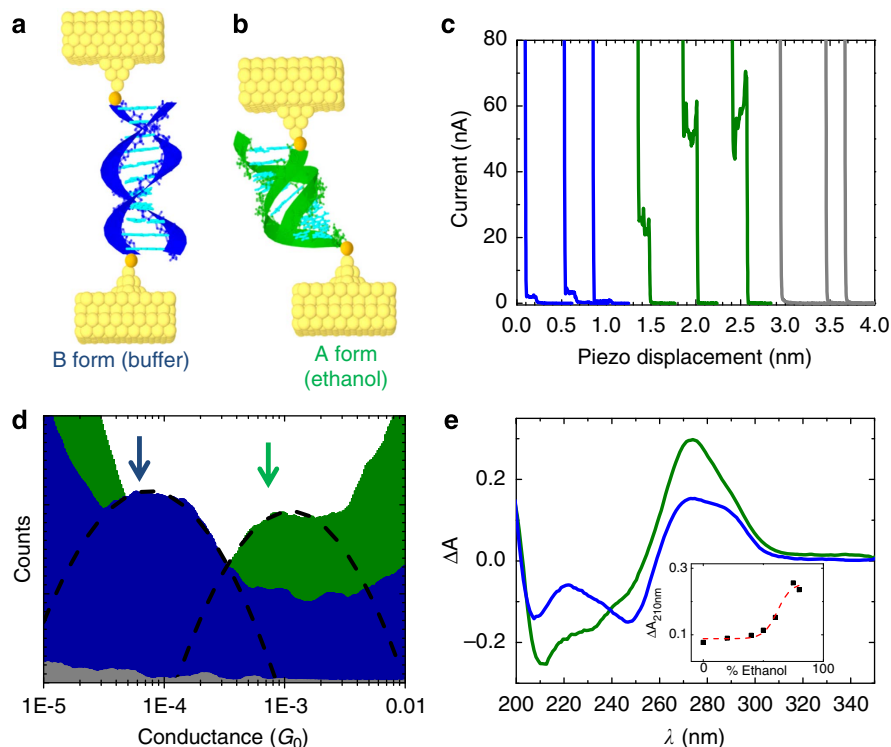 a
b
c
B form (buffer)
A form
(ethanol)
80
60
40
20
0
Current (nA)
0.0 0.5 1.0 1.5 2.0 2.5 3.0 3.5 4.0
Piezo displacement (nm)
d
Counts
1E-5 1E-4 1E-3 0.01
Conductance (G₀)
e
0.2
0.0
−0.2
ΔA
0.3
0.1
ΔA₂₁₀ₙₘ
0 100
% Ethanol
200 220 240 260 280 300 320 340
λ (nm)